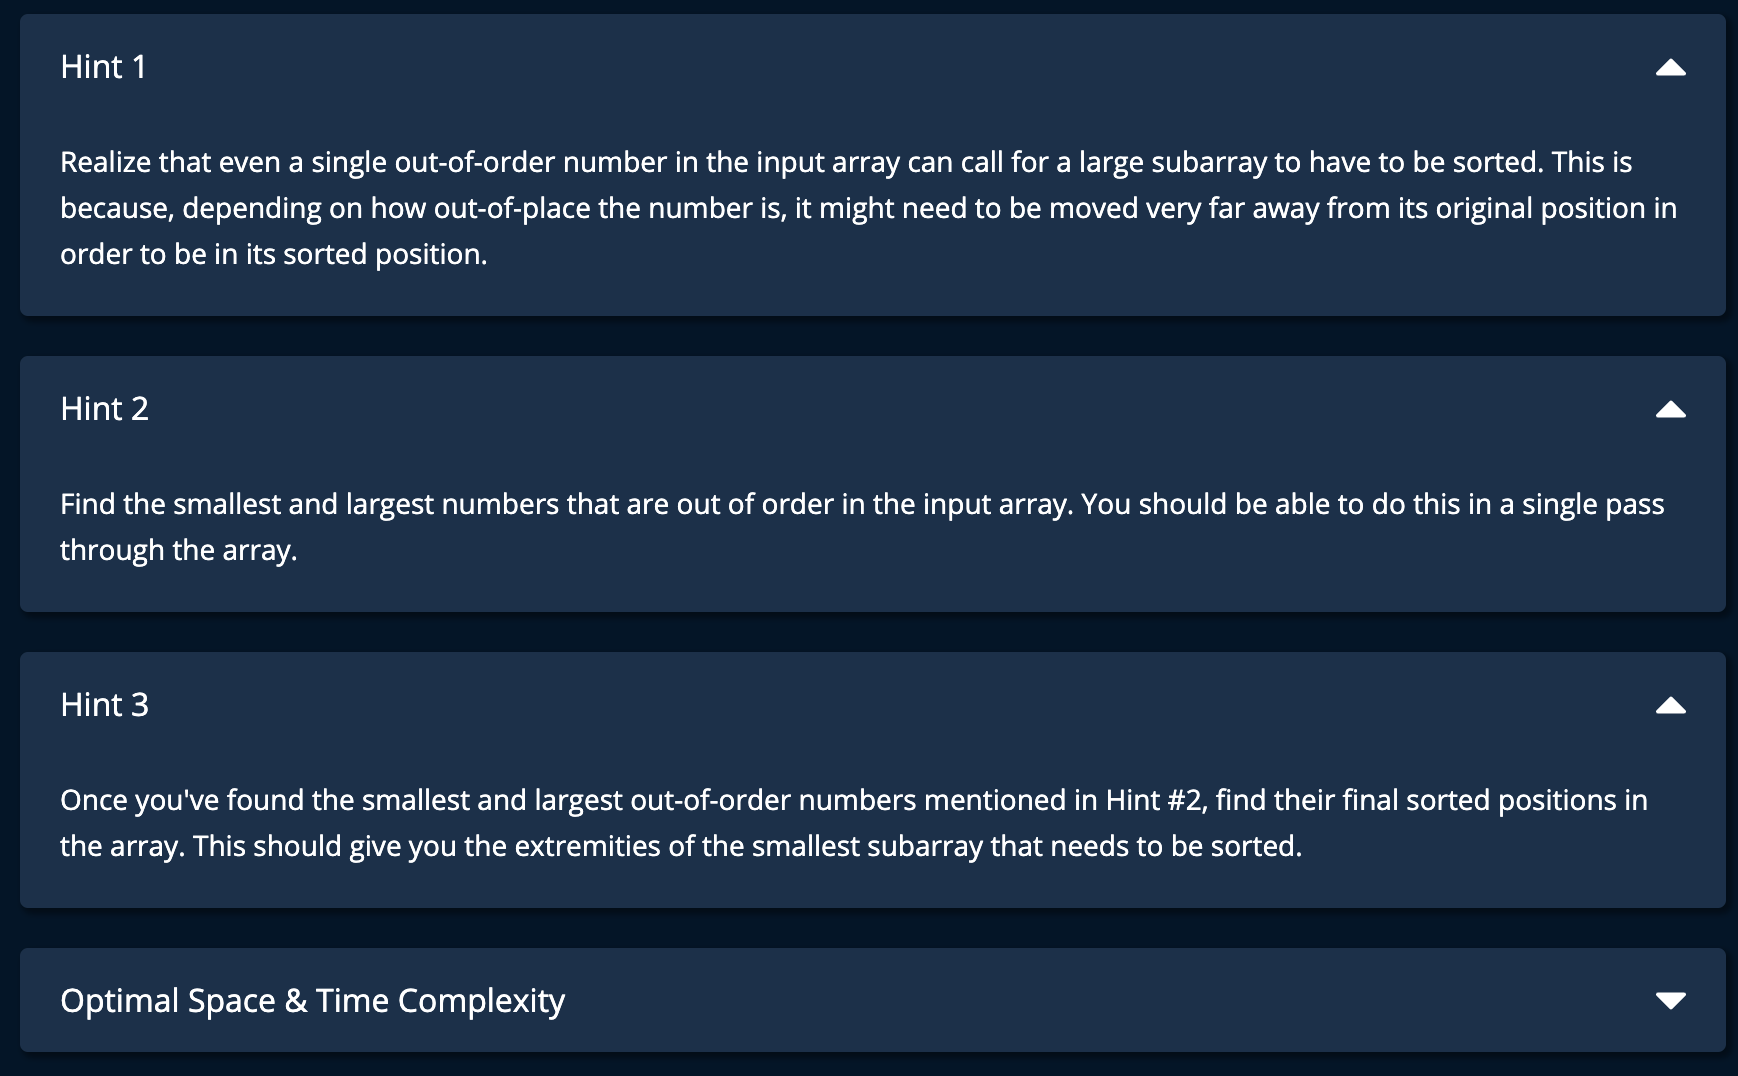 Hint 1
Realize that even a single out-of-order number in the input array can call for a large subarray to have to be sorted. This is
because, depending on how out-of-place the number is, it might need to be moved very far away from its original position in
order to be in its sorted position.
Hint 2
Find the smallest and largest numbers that are out of order in the input array. You should be able to do this in a single pass
through the array.
Hint 3
Once you've found the smallest and largest out-of-order numbers mentioned in Hint #2, find their final sorted positions in
the array. This should give you the extremities of the smallest subarray that needs to be sorted.
Optimal Space & Time Complexity